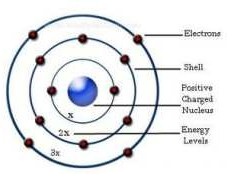 Electrons
Shell
Positive
Charged
Nucleus
x
2x
Energy
Levels
3x